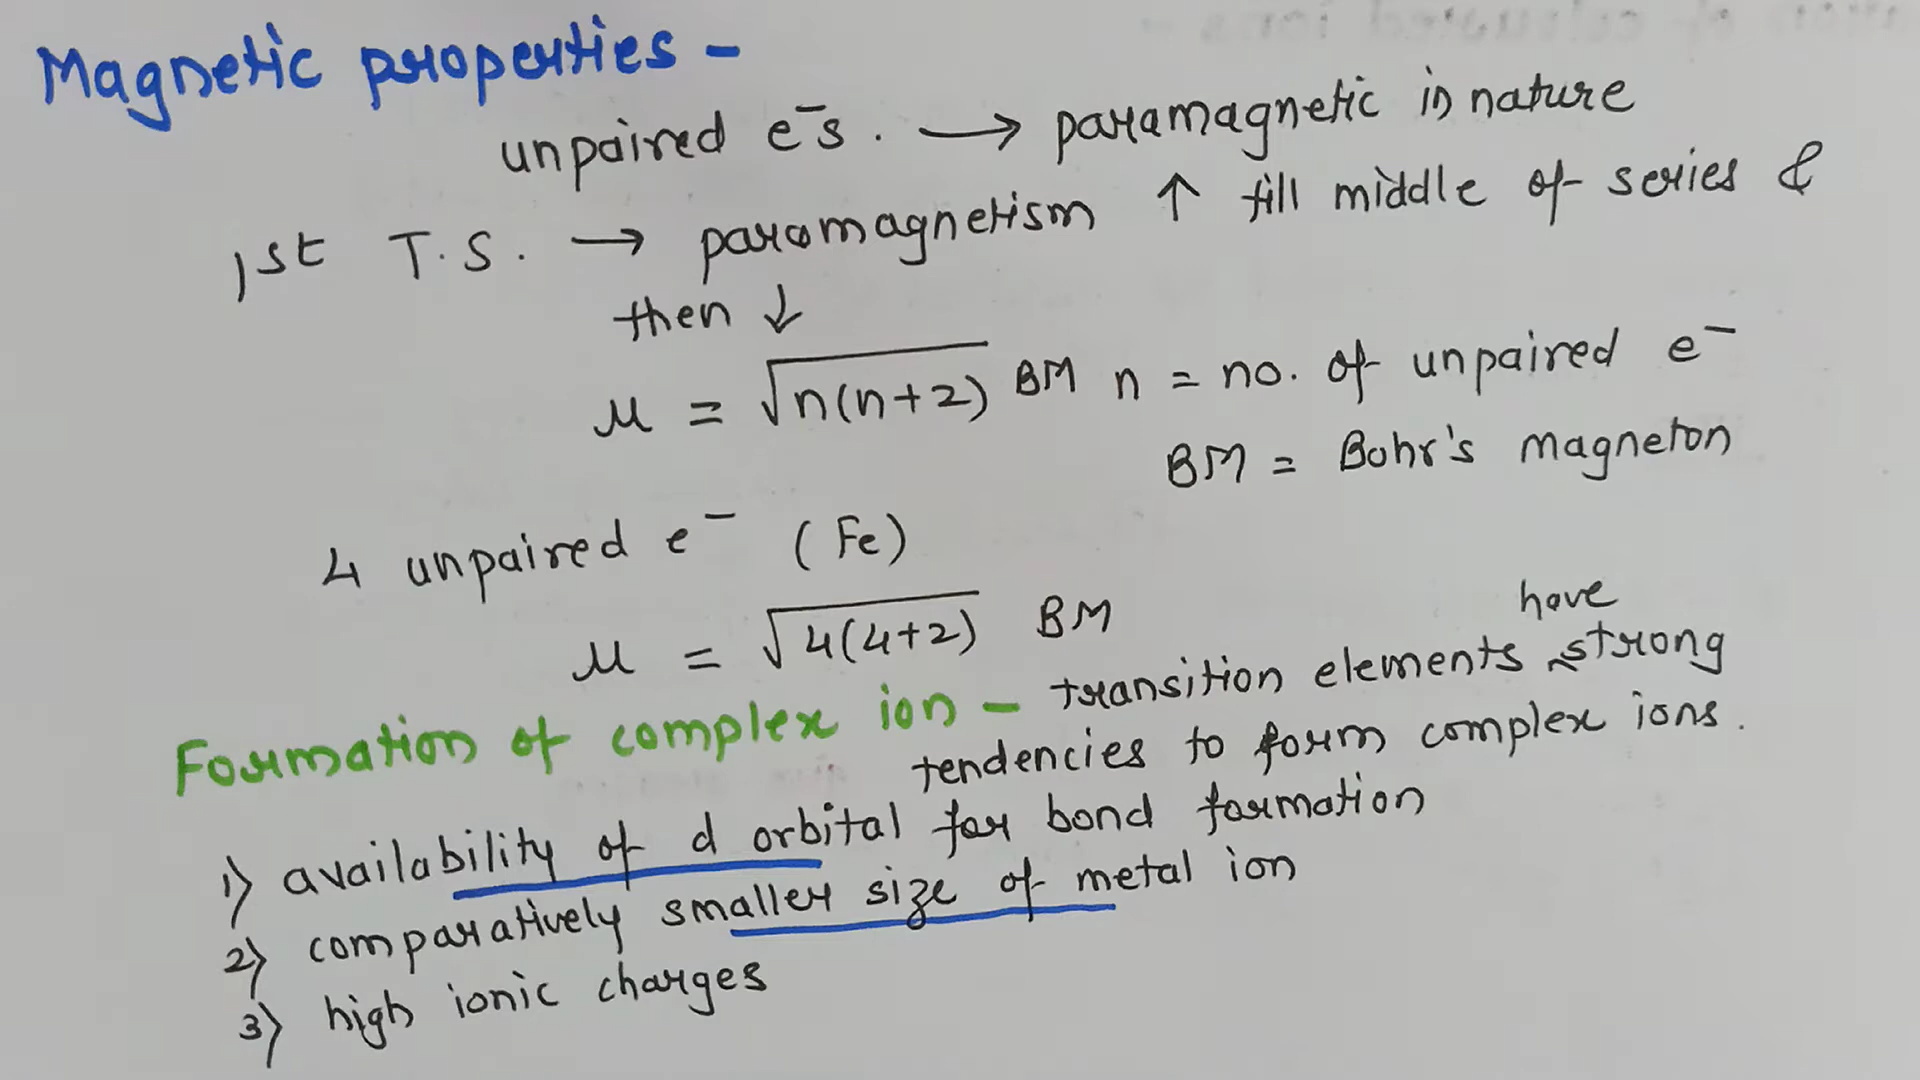 Magnetic properties -
unpaired e⁻s. → paramagnetic in nature
1st T.S. → paramagnetism ↑ till middle of series &
then ↓
μ = √n(n+2) BM n = no. of unpaired e⁻
BM = Bohr's magneton
4 unpaired e⁻ (Fe)
μ = √4(4+2) BM
Formation of complex ion - transition elements have strong
tendencies to form complex ions.
1) availability of d orbital for bond formation
2) comparatively smaller size of metal ion
3) high ionic charges